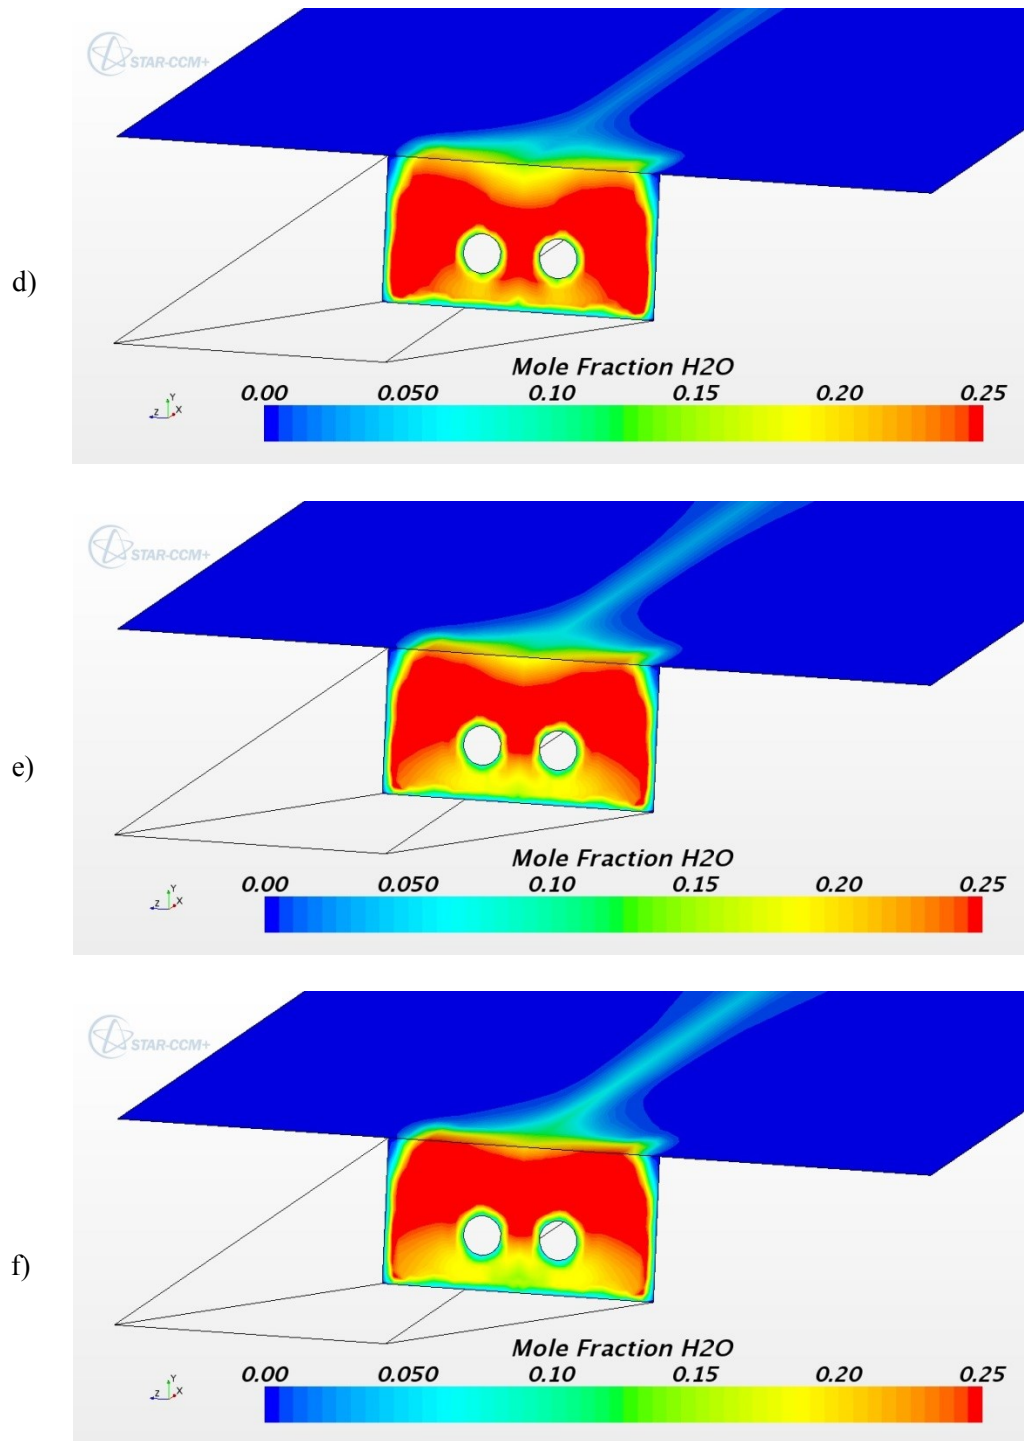 STAR-CCM+
d)
Mole Fraction H2O
0.00 0.050 0.10 0.15 0.20 0.25
Y
Z X
STAR-CCM+
e)
Mole Fraction H2O
0.00 0.050 0.10 0.15 0.20 0.25
Y
Z X
STAR-CCM+
f)
Mole Fraction H2O
0.00 0.050 0.10 0.15 0.20 0.25
Y
Z X